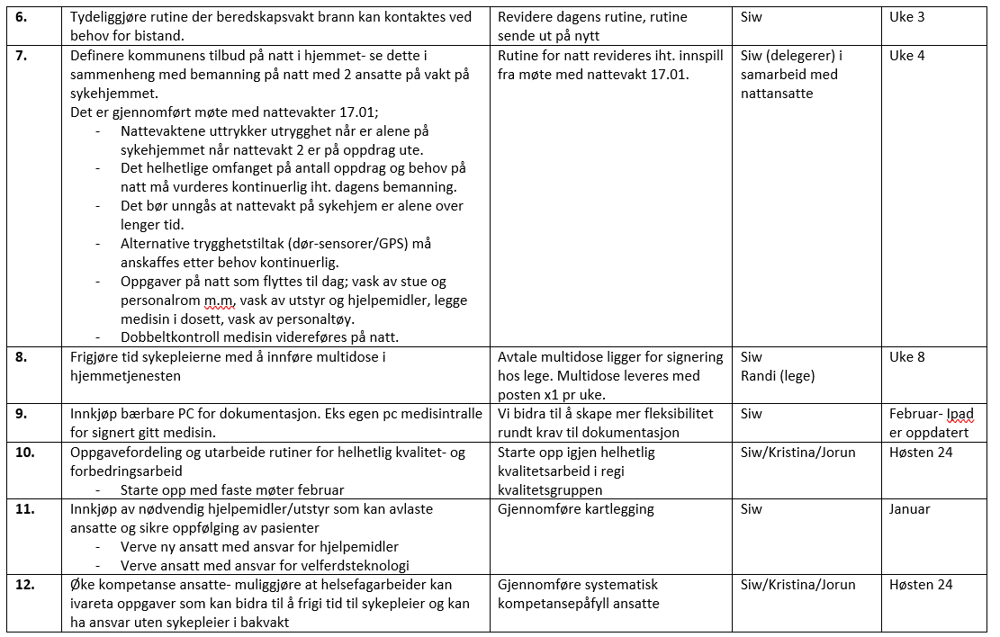 6.
Tydeliggjøre rutine der beredskapsvakt brann kan kontaktes ved
behov for bistand.
Revidere dagens rutine, rutine
sende ut på nytt
Siw
Uke 3
7.
Definere kommunens tilbud på natt i hjemmet- se dette i
sammenheng med bemanning på natt med 2 ansatte på vakt på
sykehjemmet.
Det er gjennomført møte med nattevakter 17.01;
- Nattevaktene uttrykker utrygghet når er alene på
sykehjemmet når nattevakt 2 er på oppdrag ute.
- Det helhetlige omfanget på antall oppdrag og behov på
natt må vurderes kontinuerlig iht. dagens bemanning.
- Det bør unngås at nattevakt på sykehjem er alene over
lenger tid.
- Alternative trygghetstiltak (dør-sensorer/GPS) må
anskaffes etter behov kontinuerlig.
- Oppgaver på natt som flyttes til dag; vask av stue og
personalrom m.m, vask av utstyr og hjelpemidler, legge
medisin i dosett, vask av personaltøy.
- Dobbeltkontroll medisin videreføres på natt.
Rutine for natt revideres iht. innspill
fra møte med nattevakt 17.01.
Siw (delegerer) i
samarbeid med
nattansatte
Uke 4
8.
Frigjøre tid sykepleierne med å innføre multidose i
hjemmetjenesten
Avtale multidose ligger for signering
hos lege. Multidose leveres med
posten x1 pr uke.
Siw
Randi (lege)
Uke 8
9.
Innkjøp bærbare PC for dokumentasjon. Eks egen pc medisintralle
for signert gitt medisin.
Vi bidra til å skape mer fleksibilitet
rundt krav til dokumentasjon
Siw
Februar- Ipad
er oppdatert
10.
Oppgavefordeling og utarbeide rutiner for helhetlig kvalitet- og
forbedringsarbeid
- Starte opp med faste møter februar
Starte opp igjen helhetlig
kvalitetsarbeid i regi
kvalitetsgruppen
Siw/Kristina/Jorun
Høsten 24
11.
Innkjøp av nødvendig hjelpemidler/utstyr som kan avlaste
ansatte og sikre oppfølging av pasienter
- Verve ny ansatt med ansvar for hjelpemidler
- Verve ansatt med ansvar for velferdsteknologi
Gjennomføre kartlegging
Siw
Januar
12.
Øke kompetanse ansatte- muliggjøre at helsefagarbeider kan
ivareta oppgaver som kan bidra til å frigi tid til sykepleier og kan
ha ansvar uten sykepleier i bakvakt
Gjennomføre systematisk
kompetansepåfyll ansatte
Siw/Kristina/Jorun
Høsten 24